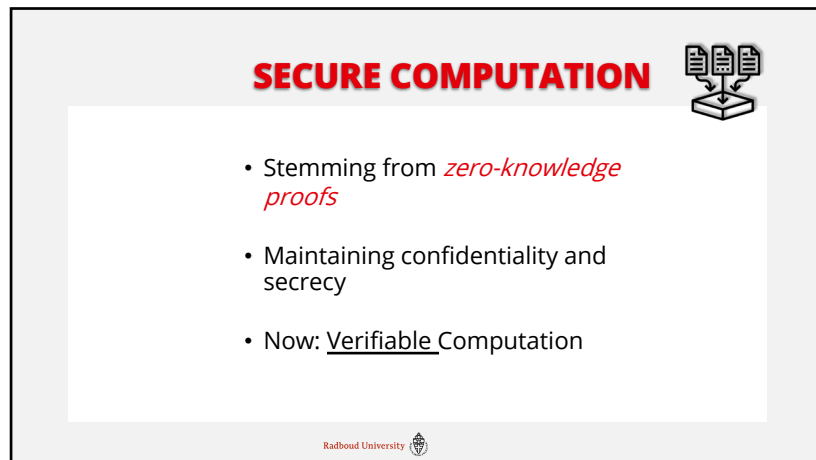 SECURE COMPUTATION
• Stemming from zero-knowledge
proofs
• Maintaining confidentiality and
secrecy
• Now: Verifiable Computation
Radboud University